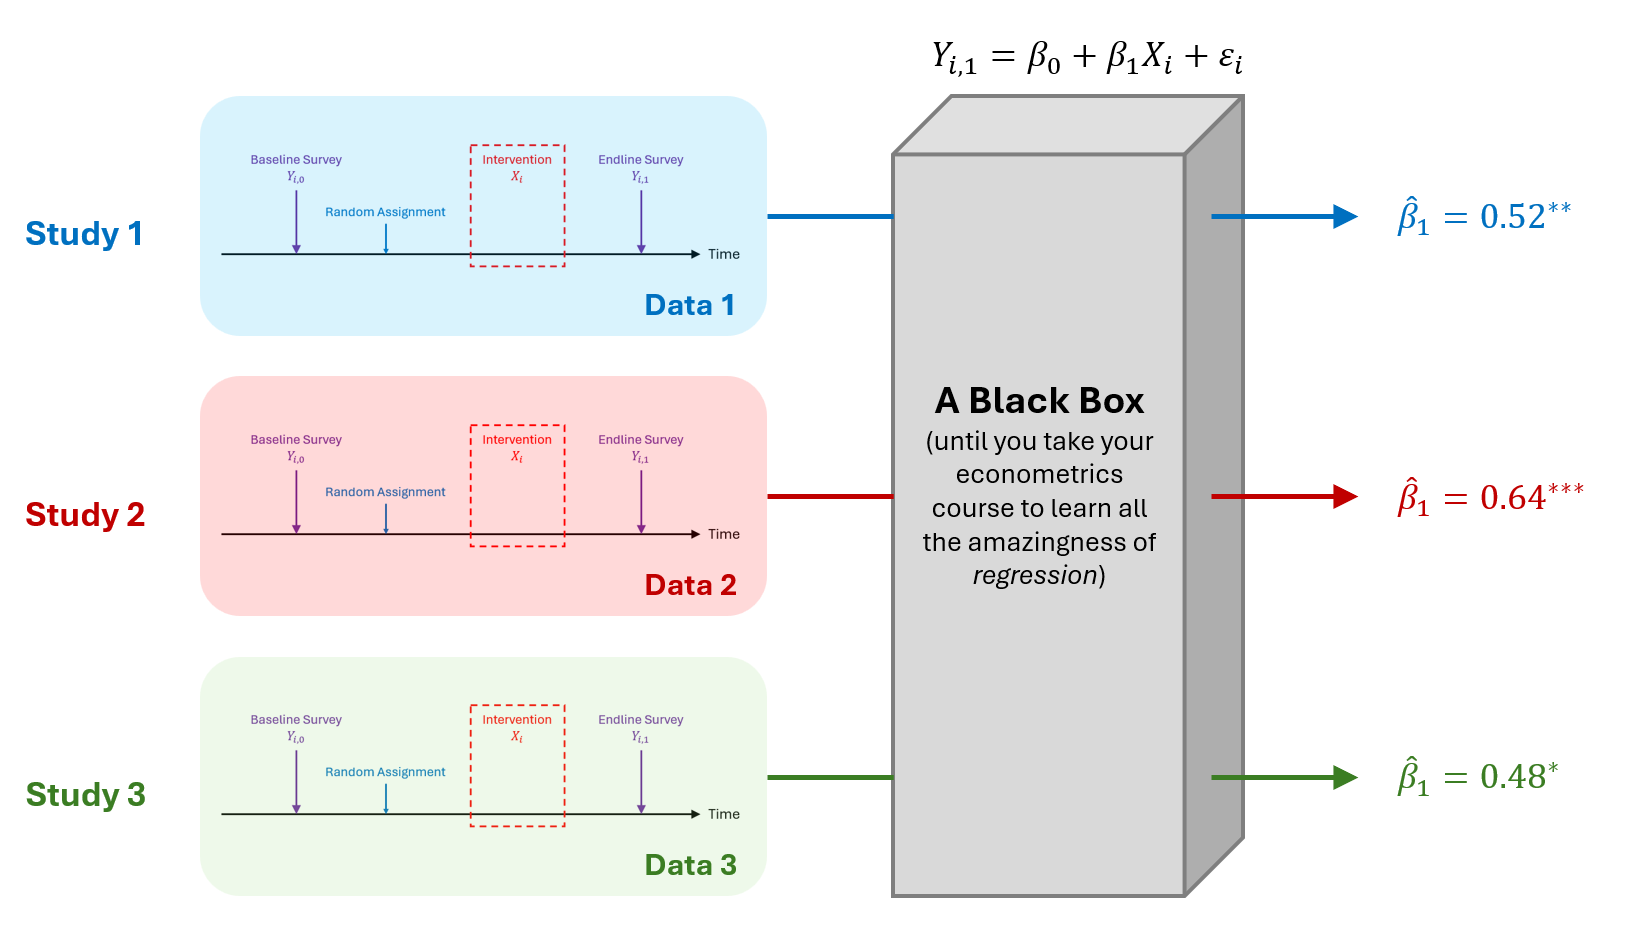 Y_{i,1} = β_0 + β_1X_i + ε_i
Study 1
Baseline Survey
Y_{i,0}
Random Assignment
Intervention
X_i
Endline Survey
Y_{i,1}
Time
Data 1
β̂_1 = 0.52**
Study 2
Baseline Survey
Y_{i,0}
Random Assignment
Intervention
X_i
Endline Survey
Y_{i,1}
Time
Data 2
A Black Box
(until you take your
econometrics
course to learn all
the amazingness of
regression)
β̂_1 = 0.64***
Study 3
Baseline Survey
Y_{i,0}
Random Assignment
Intervention
X_i
Endline Survey
Y_{i,1}
Time
Data 3
β̂_1 = 0.48*